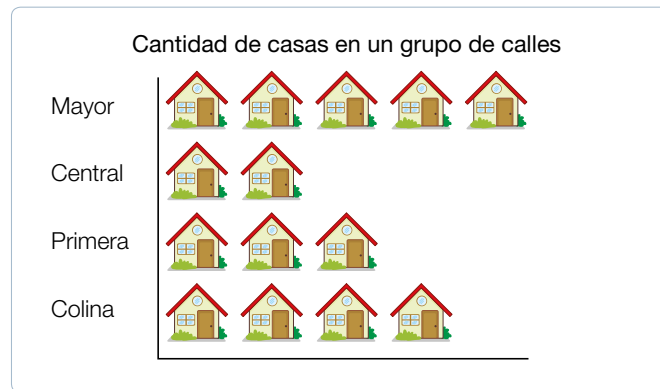 Cantidad de casas en un grupo de calles
Mayor
Central
Primera
Colina